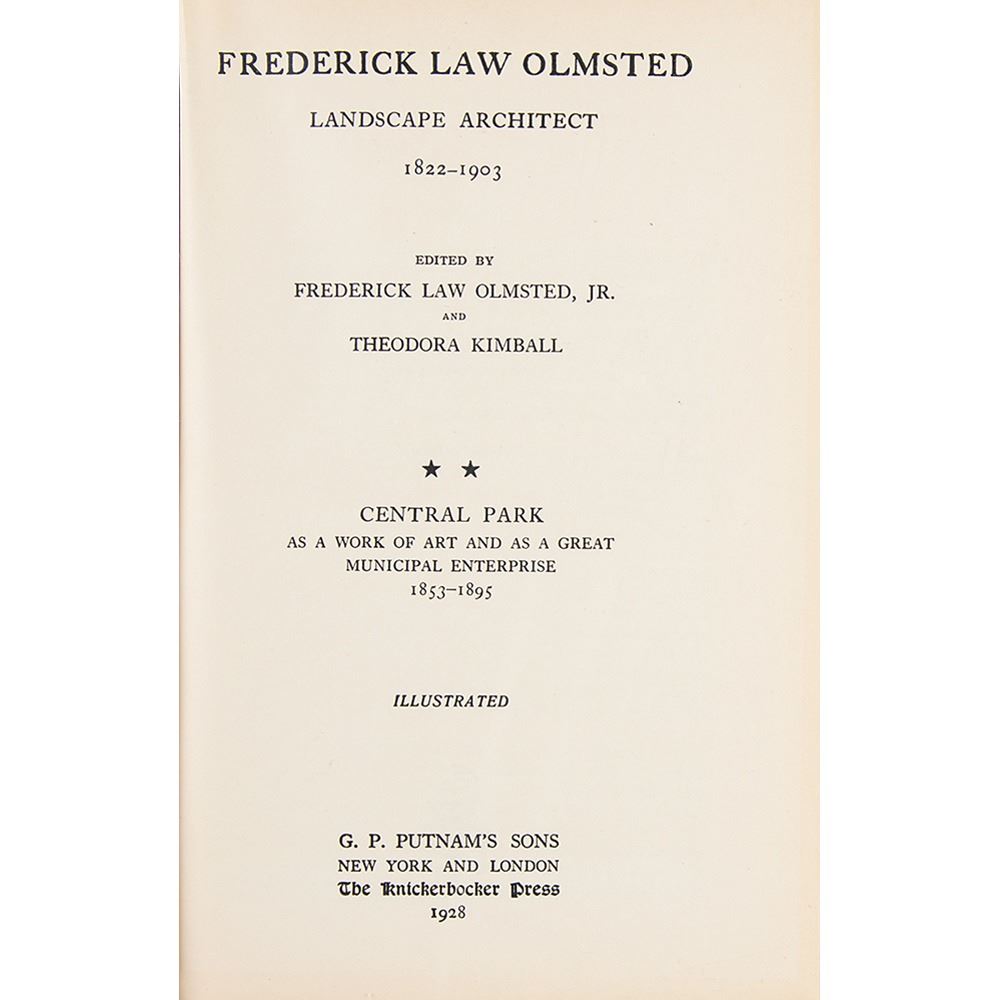 FREDERICK LAW OLMSTED
LANDSCAPE ARCHITECT
1822–1903
EDITED BY
FREDERICK LAW OLMSTED, JR.
AND
THEODORA KIMBALL
★ ★
CENTRAL PARK
AS A WORK OF ART AND AS A GREAT
MUNICIPAL ENTERPRISE
1853–1895
ILLUSTRATED
G. P. PUTNAM'S SONS
NEW YORK AND LONDON
The Knickerbocker Press
1928